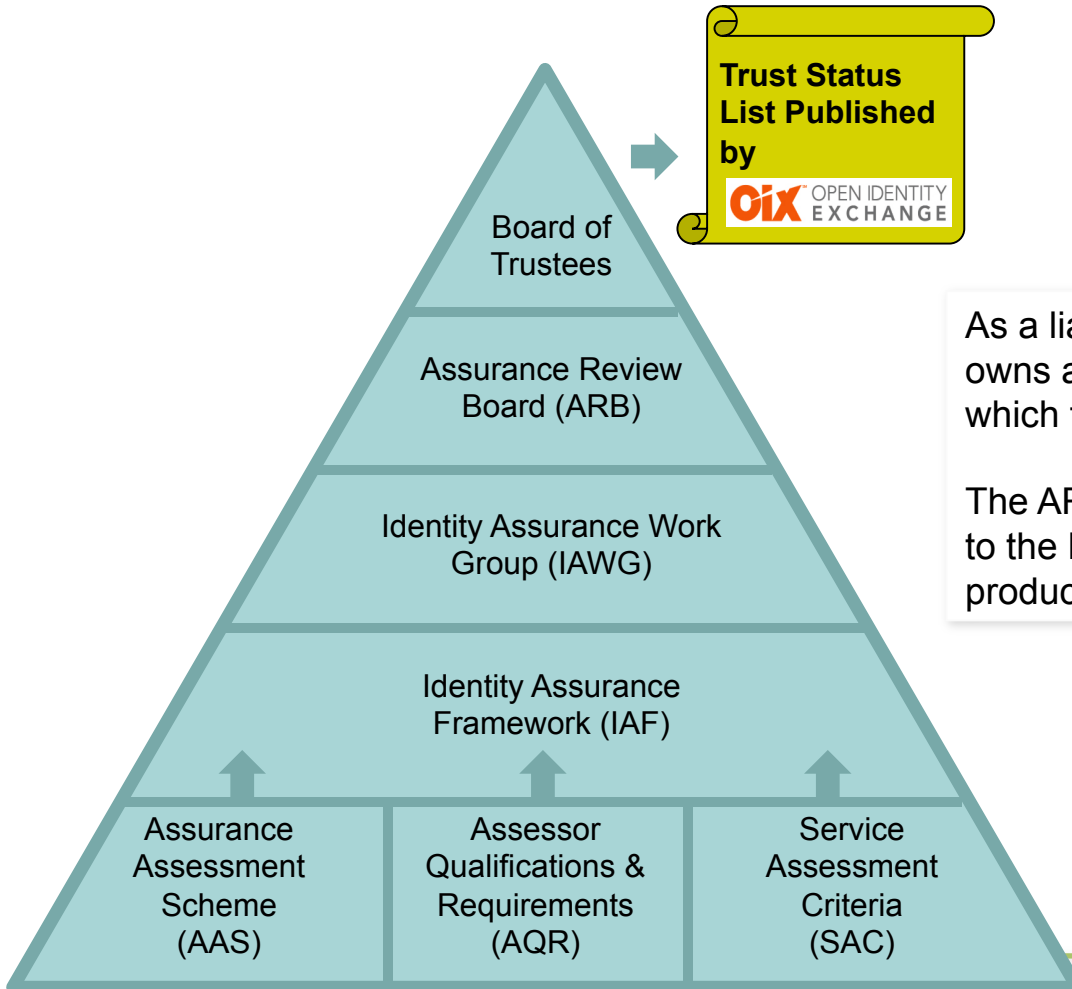 Trust Status
List Published
by
OiX OPEN IDENTITY
EXCHANGE
Board of
Trustees
Assurance Review
Board (ARB)
Identity Assurance Work
Group (IAWG)
Identity Assurance
Framework (IAF)
Assurance
Assessment
Scheme
(AAS)
Assessor
Qualifications &
Requirements
(AQR)
Service
Assessment
Criteria
(SAC)
As a
owns
which
The
to the